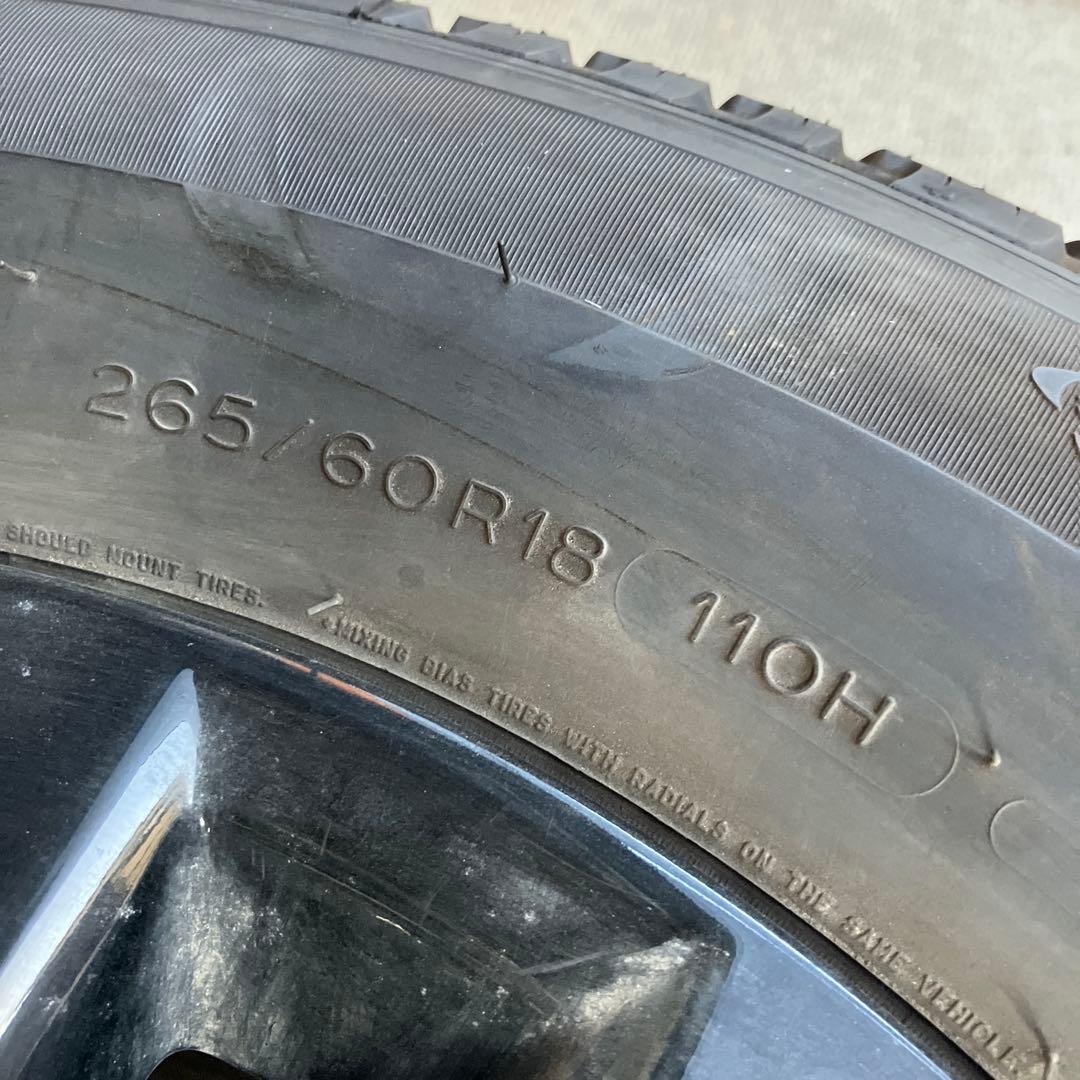 265/60R18 110H
SHOULD MOUNT TIRES.
MIXING BIAS TIRES WITH RADIALS ON THE SAME VEHICLE